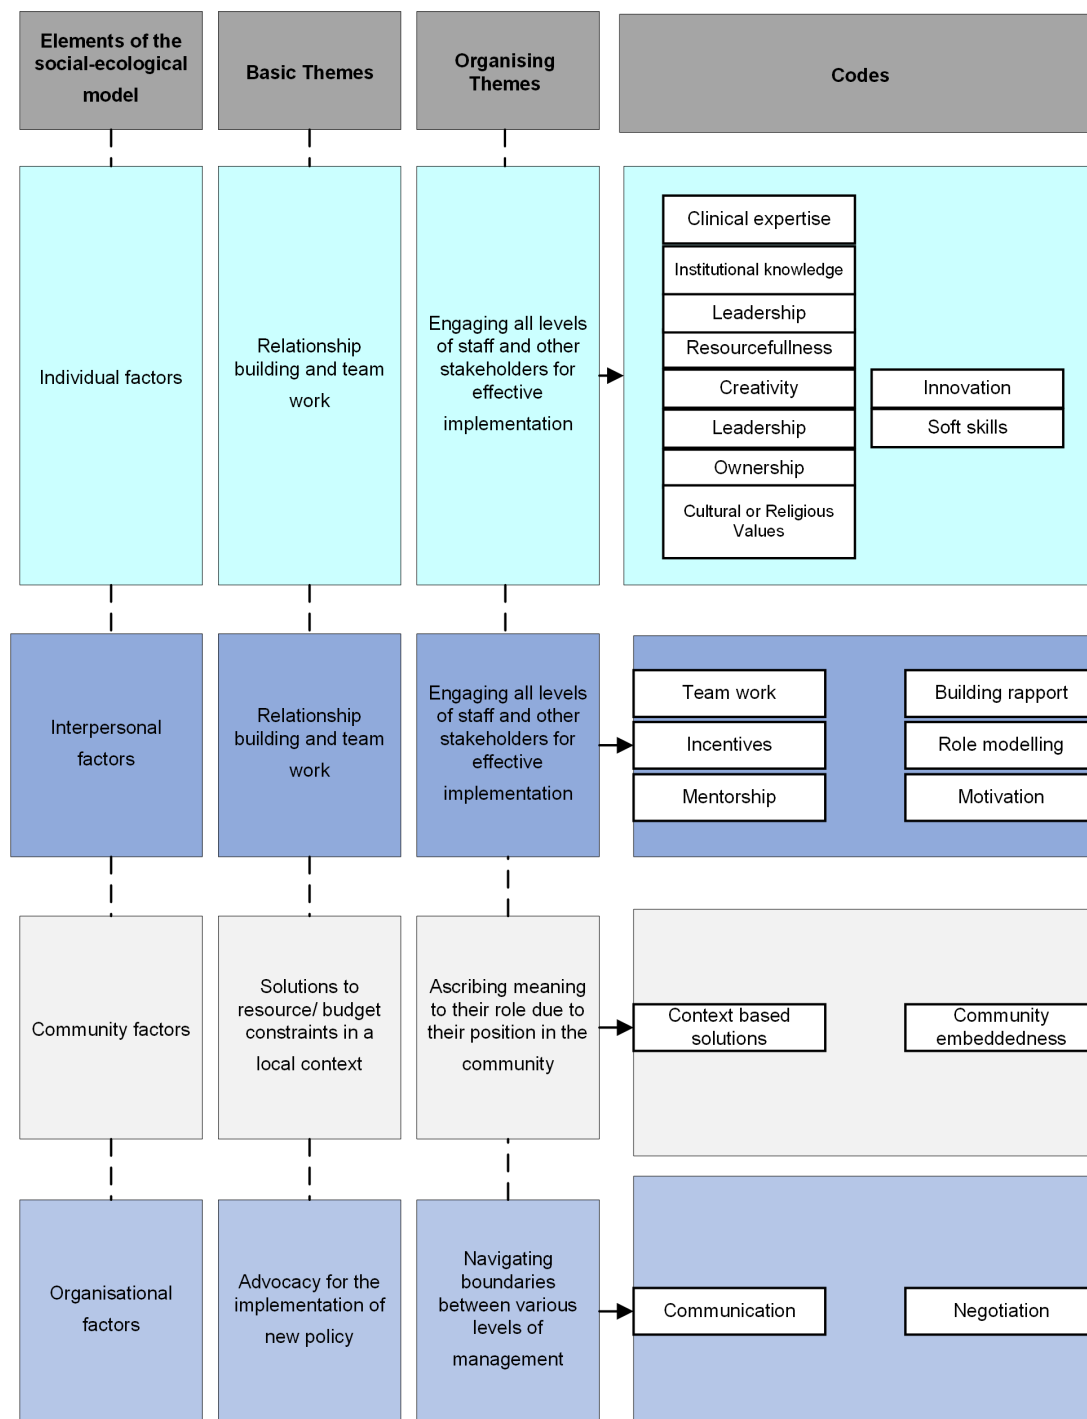 Elements of the
social-ecological
model
Basic Themes
Organising
Themes
Codes
Individual factors
Relationship
building and team
work
Engaging all levels
of staff and other
stakeholders for
effective
implementation
Clinical expertise
Institutional knowledge
Leadership
Resourcefullness
Creativity
Leadership
Ownership
Cultural or Religious
Values
Innovation
Soft skills
Interpersonal
factors
Relationship
building and team
work
Engaging all levels
of staff and other
stakeholders for
effective
implementation
Team work
Incentives
Mentorship
Building rapport
Role modelling
Motivation
Community factors
Solutions to
resource/ budget
constraints in a
local context
Ascribing meaning
to their role due to
their position in the
community
Context based
solutions
Community
embeddedness
Organisational
factors
Advocacy for the
implementation of
new policy
Navigating
boundaries
between various
levels of
management
Communication
Negotiation